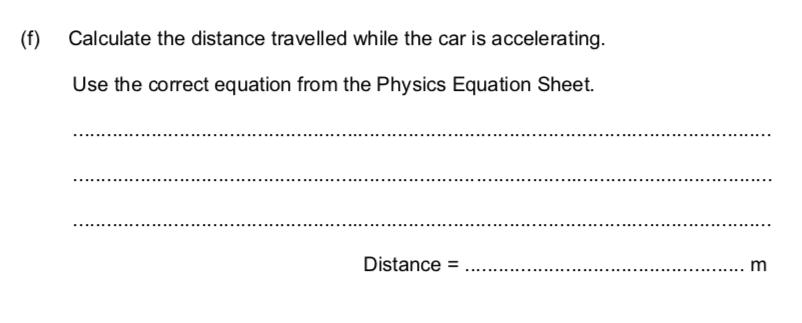 (f) Calculate the distance travelled while the car is accelerating.
Use the correct equation from the Physics Equation Sheet.
Distance = .................................................. m